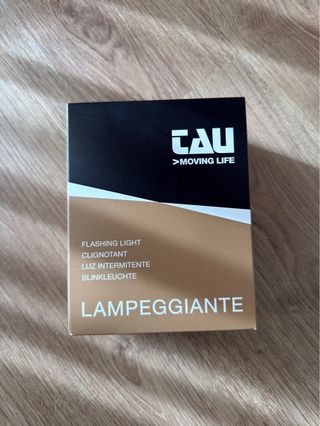 TAU
>MOVING LIFE
FLASHING LIGHT
CLIGNOTANT
LUZ INTERMITENTE
BLINKLEUCHTE
LAMPEGGIANTE